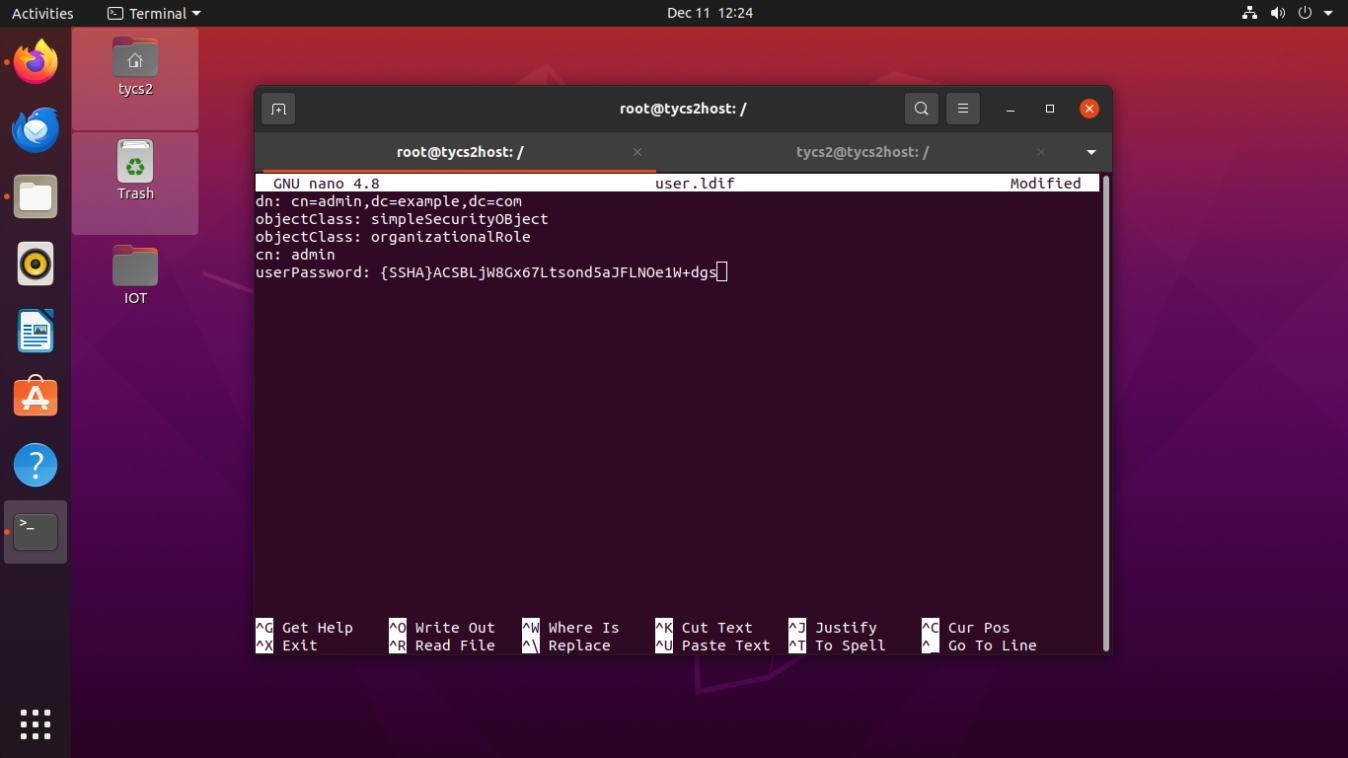 Activities
Terminal
Dec 11 12:24
tycs2
Trash
IOT
root@tycs2host: /
root@tycs2host: /
tycs2@tycs2host: /
GNU nano 4.8 user.ldif Modified
dn: cn=admin,dc=example,dc=com
objectClass: simpleSecurityOBject
objectClass: organizationalRole
cn: admin
userPassword: {SSHA}ACSBLjW8Gx67Ltsond5aJFLNOe1W+dgs
^G Get Help ^O Write Out ^W Where Is ^K Cut Text ^J Justify ^C Cur Pos
^X Exit ^R Read File ^\ Replace ^U Paste Text ^T To Spell ^_ Go To Line